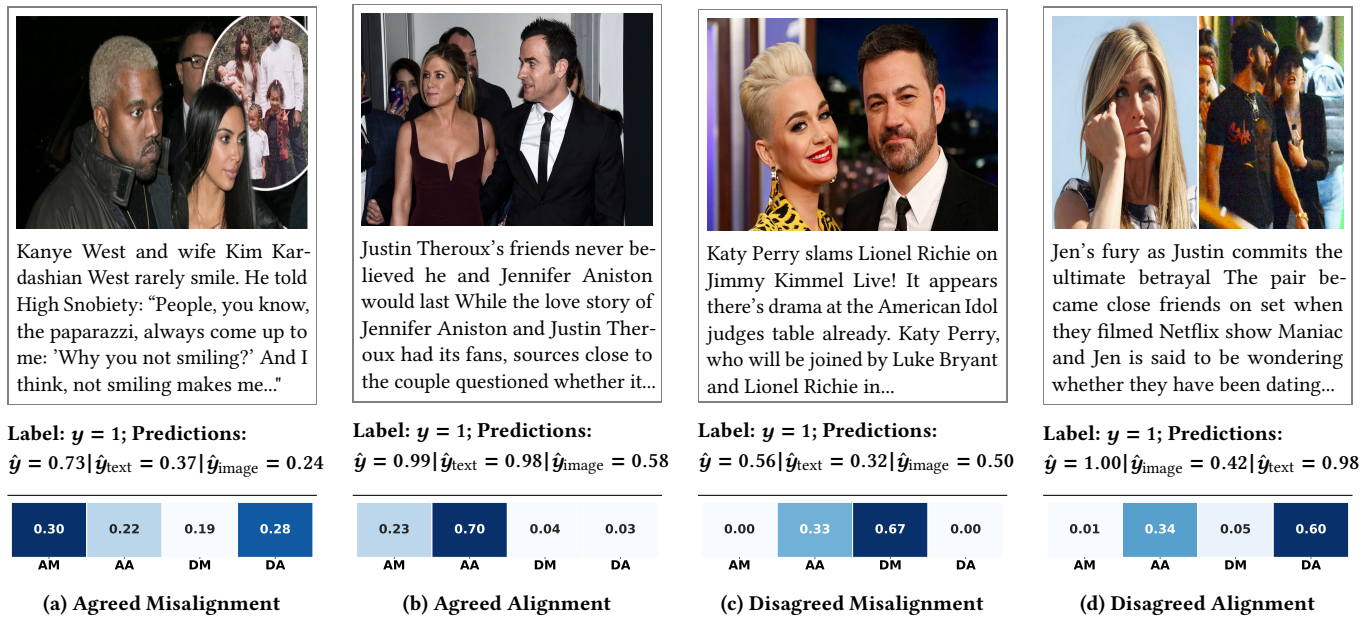 Kanye West and wife Kim Kar-
dashian West rarely smile. He told
High Snobiety: “People, you know,
the paparazzi, always come up to
me: ’Why you not smiling?’ And I
think, not smiling makes me..."
Label: y = 1; Predictions:
ŷ = 0.73|ŷtext = 0.37|ŷimage = 0.24
0.30 0.22 0.19 0.28
AM AA DM DA
(a) Agreed Misalignment
Justin Theroux’s friends never be-
lieved he and Jennifer Aniston
would last While the love story of
Jennifer Aniston and Justin Ther-
oux had its fans, sources close to
the couple questioned whether it...
Label: y = 1; Predictions:
ŷ = 0.99|ŷtext = 0.98|ŷimage = 0.58
0.23 0.70 0.04 0.03
AM AA DM DA
(b) Agreed Alignment
Katy Perry slams Lionel Richie on
Jimmy Kimmel Live! It appears
there’s drama at the American Idol
judges table already. Katy Perry,
who will be joined by Luke Bryant
and Lionel Richie in...
Label: y = 1; Predictions:
ŷ = 0.56|ŷtext = 0.32|ŷimage = 0.50
0.00 0.33 0.67 0.00
AM AA DM DA
(c) Disagreed Misalignment
Jen’s fury as Justin commits the
ultimate betrayal The pair be-
came close friends on set when
they filmed Netflix show Maniac
and Jen is said to be wondering
whether they have been dating...
Label: y = 1; Predictions:
ŷ = 1.00|ŷimage = 0.42|ŷtext = 0.98
0.01 0.34 0.05 0.60
AM AA DM DA
(d) Disagreed Alignment